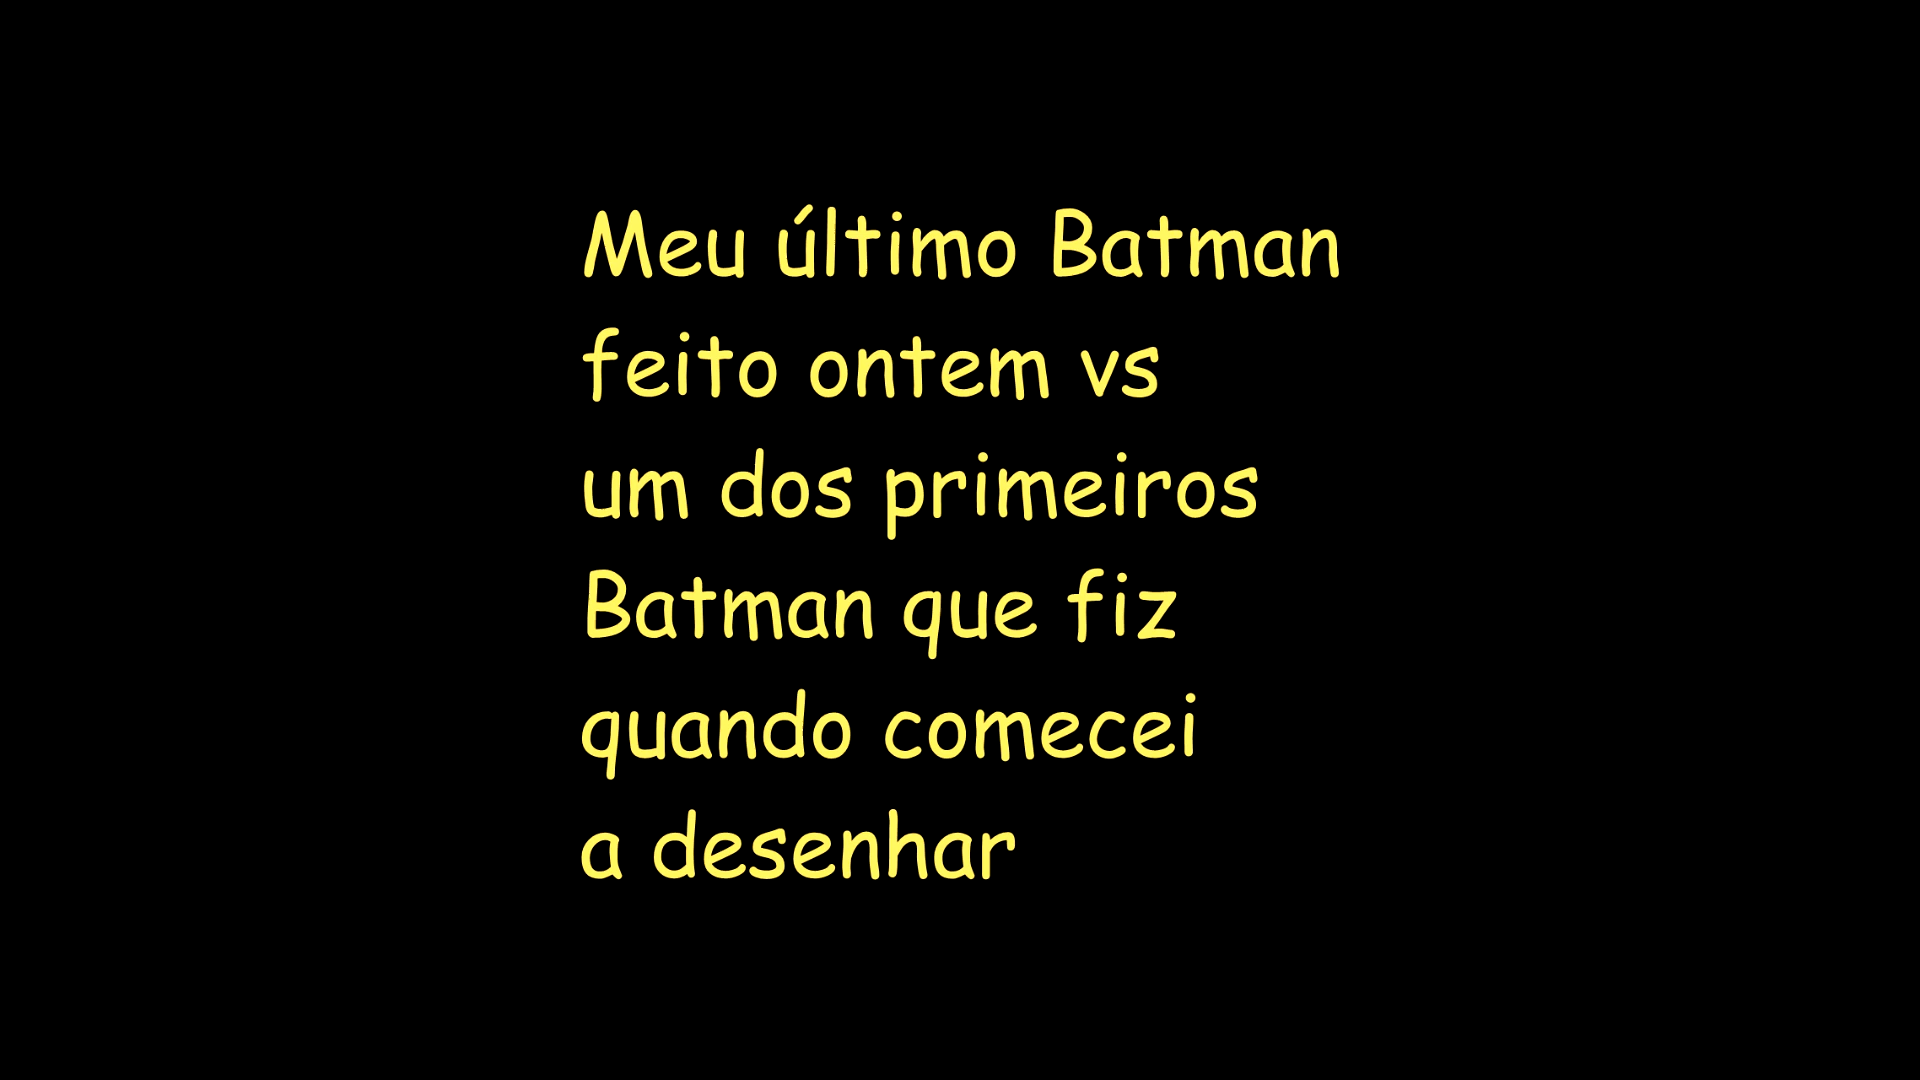 Meu último Batman
feito ontem vs
um dos primeiros
Batman que fiz
quando comecei
a desenhar